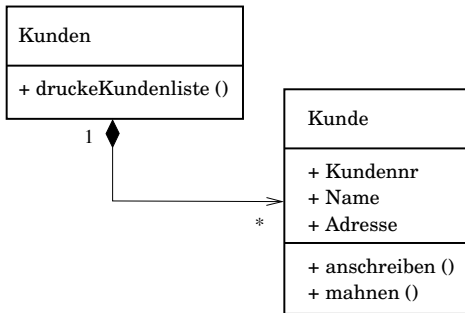 Kunden
+ druckeKundenliste ()
1
Kunde
+ Kundennr
+ Name
+ Adresse
*
+ anschreiben ()
+ mahnen ()